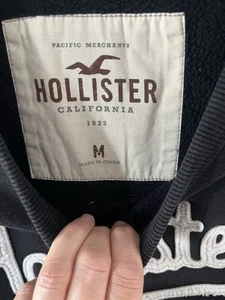 PACIFIC MERCHANTS
HOLLISTER
CALIFORNIA
1922
M
MADE IN CHINA